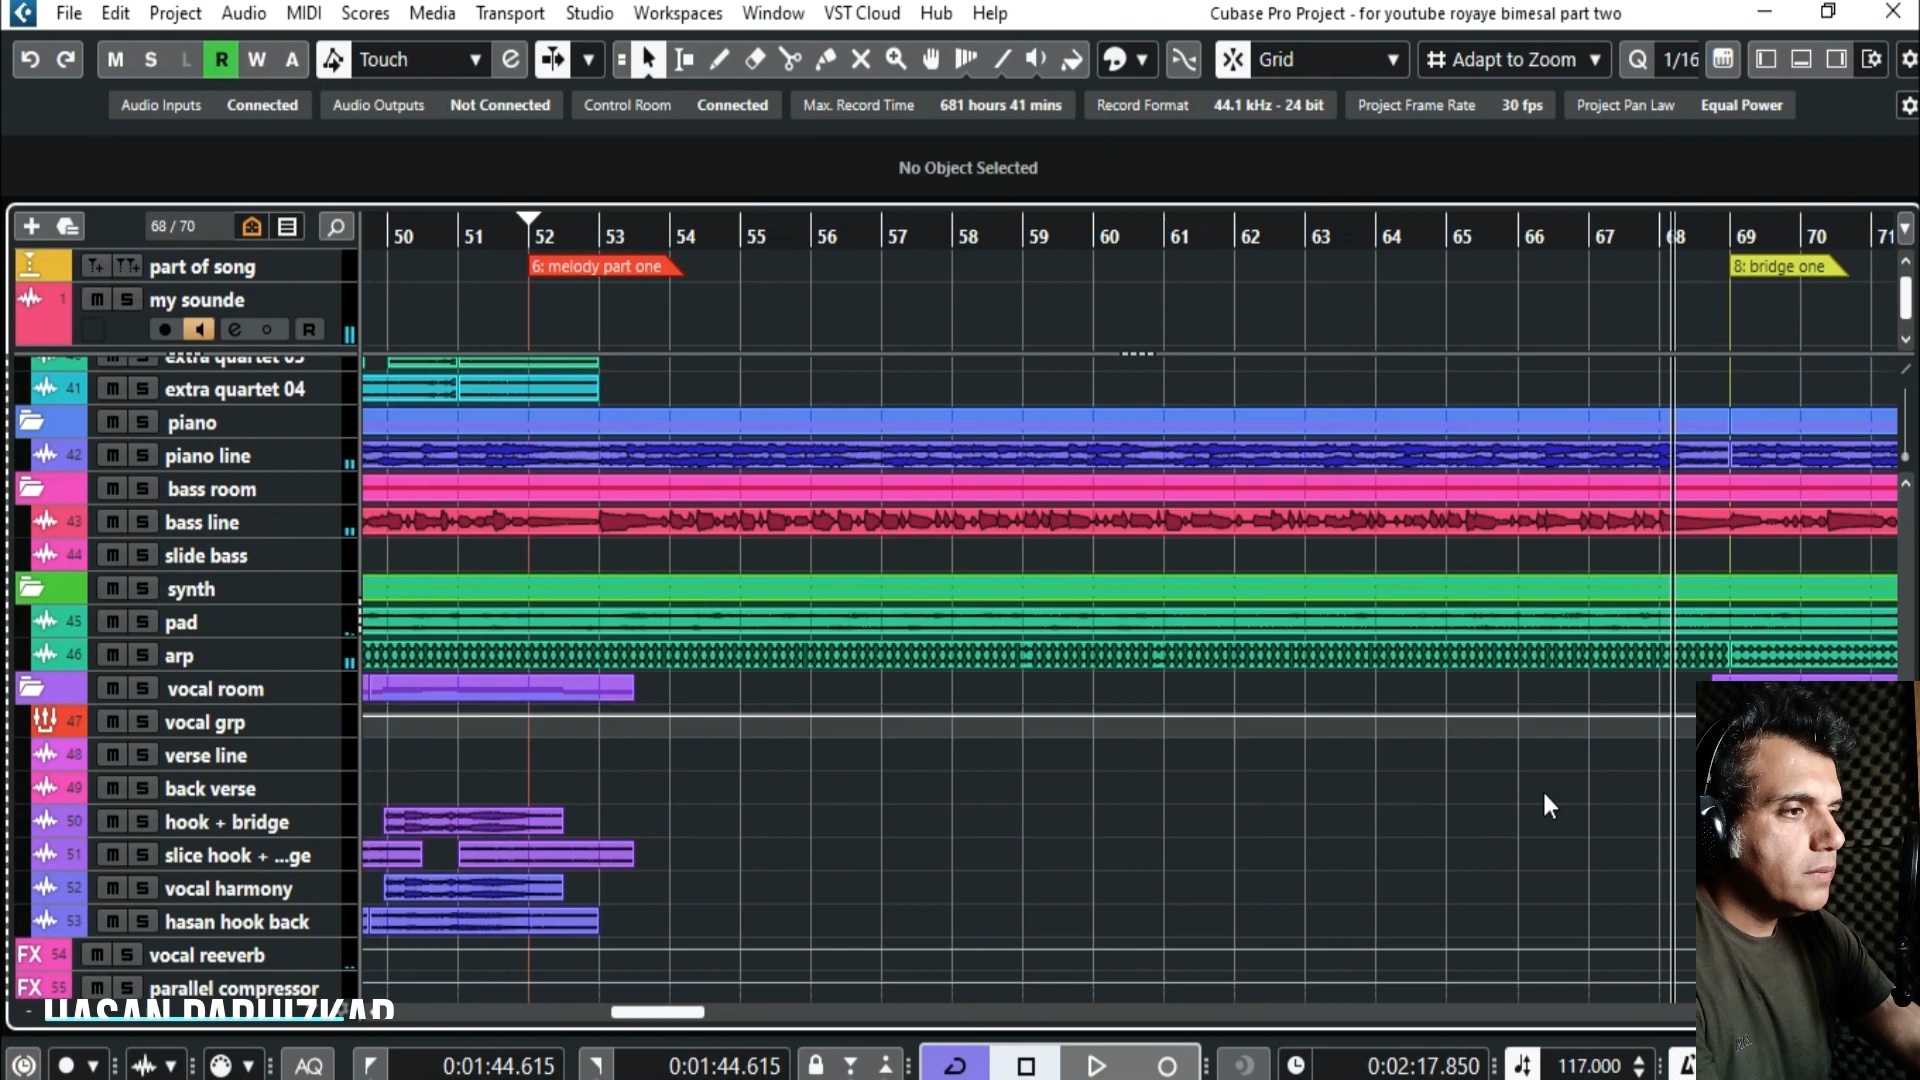 File Edit Project Audio MIDI Scores Media Transport Studio Workspaces Window VST Cloud Hub Help Cubase Pro Project - for youtube royaye bimesal part two
M S L R W A Touch Grid Adapt to Zoom Q 1/16
Audio Inputs Connected Audio Outputs Not Connected Control Room Connected Max. Record Time 681 hours 41 mins Record Format 44.1 kHz - 24 bit Project Frame Rate 30 fps Project Pan Law Equal Power
No Object Selected
68 / 70 50 51 52 53 54 55 56 57 58 59 60 61 62 63 64 65 66 67 68 69 70 71
part of song 6: melody part one 8: bridge one
1 m S my sounde
R
extra quartet 03
41 m S extra quartet 04
m S piano
42 m S piano line
m S bass room
43 m S bass line
44 m S slide bass
m S synth
45 m S pad
46 m S arp
m S vocal room
47 m S vocal grp
48 m S verse line
49 m S back verse
50 m S hook + bridge
51 m S slice hook + ...ge
52 m S vocal harmony
53 m S hasan hook back
FX 54 m S vocal reeverb
FX 55 m S parallel compressor
HASAN PARHIZKAR
AQ 0:01:44.615 0:01:44.615 0:02:17.850 117.000